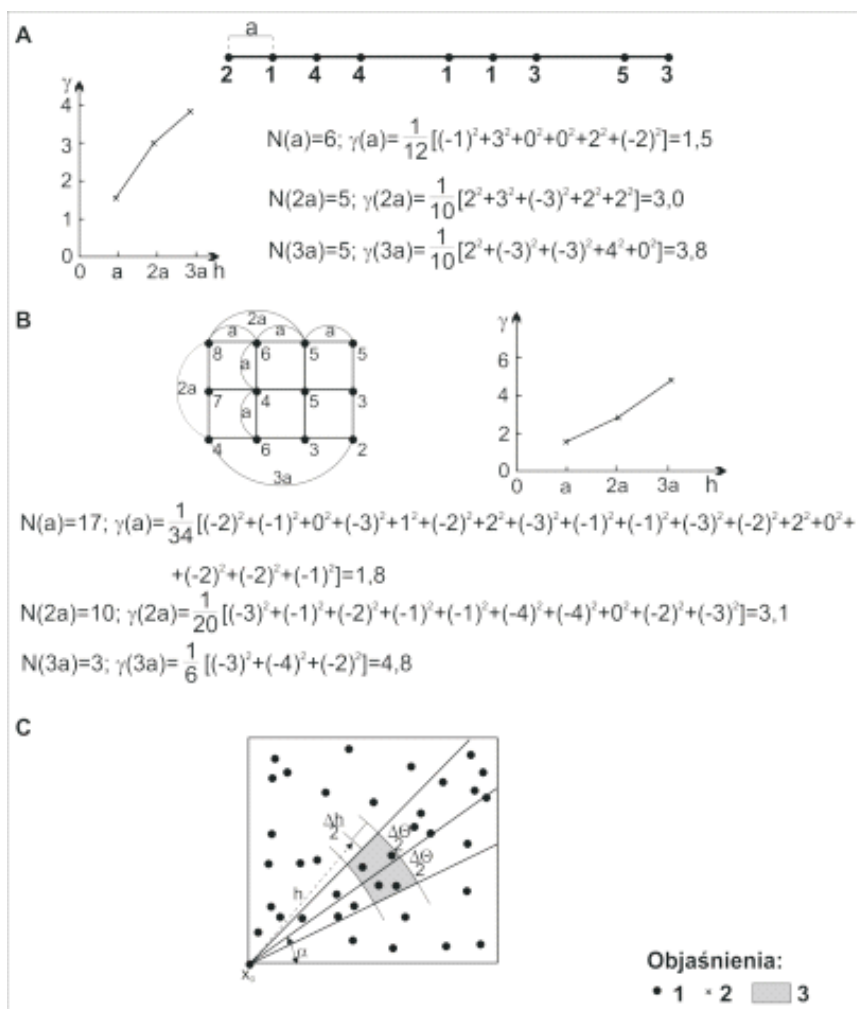 A
a
2 1 4 4 1 1 3 5 3
γ
4
3
2
1
0
0 a 2a 3a h
N(a)=6; γ(a)=1/12[(-1)²+3²+0²+0²+2²+(-2)²]=1,5
N(2a)=5; γ(2a)=1/10[2²+3²+(-3)²+2²+2²]=3,0
N(3a)=5; γ(3a)=1/10[2²+(-3)²+(-3)²+4²+0²]=3,8
B
2a
a a a
8 6 5 5
a
2a 7 4 5 3
a
4 6 3 2
3a
γ
6
4
2
0
0 a 2a 3a h
N(a)=17; γ(a)=1/34[(-2)²+(-1)²+0²+(-3)²+1²+(-2)²+2²+(-3)²+(-1)²+(-1)²+(-3)²+(-2)²+2²+0²+
+(-2)²+(-2)²+(-1)²]=1,8
N(2a)=10; γ(2a)=1/20[(-3)²+(-1)²+(-2)²+(-1)²+(-1)²+(-4)²+(-4)²+0²+(-2)²+(-3)²]=3,1
N(3a)=3; γ(3a)=1/6 [(-3)²+(-4)²+(-2)²]=4,8
C
Δh/2
ΔΘ/2
ΔΘ/2
h
α
x₀
Objaśnienia:
1 2 3